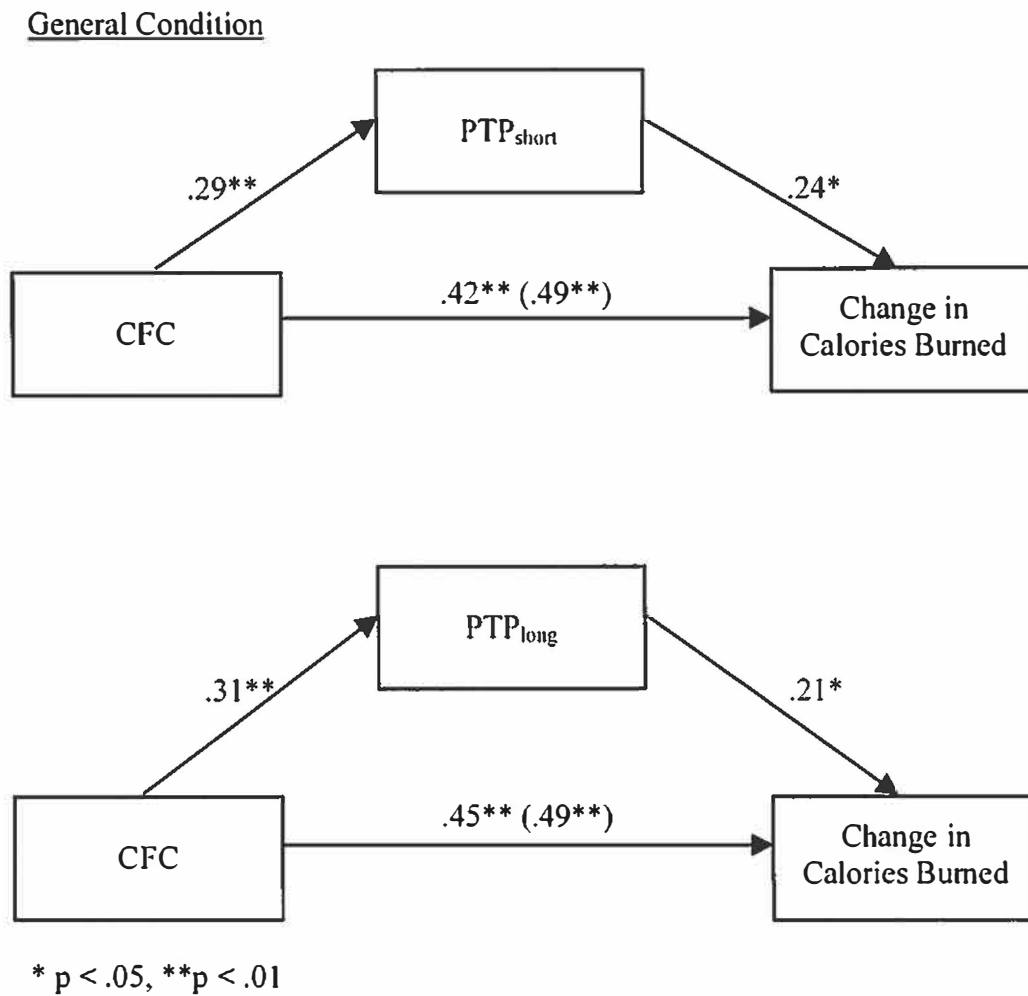 General Condition
PTPshort
.29**
.24*
.42** (.49**)
CFC
Change in
Calories Burned
PTPlong
.31**
.21*
.45** (.49**)
CFC
Change in
Calories Burned
* p < .05, **p < .01